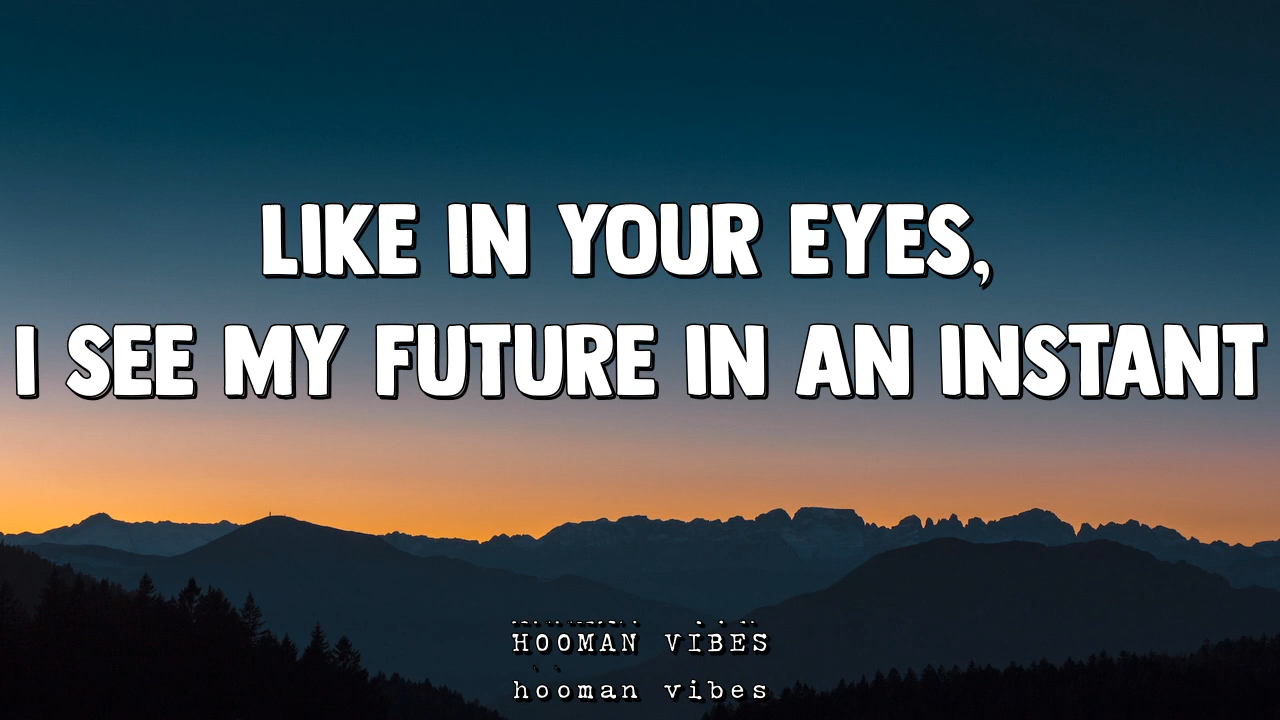 LIKE IN YOUR EYES,
I SEE MY FUTURE IN AN INSTANT
HOOMAN VIBES
hooman vibes